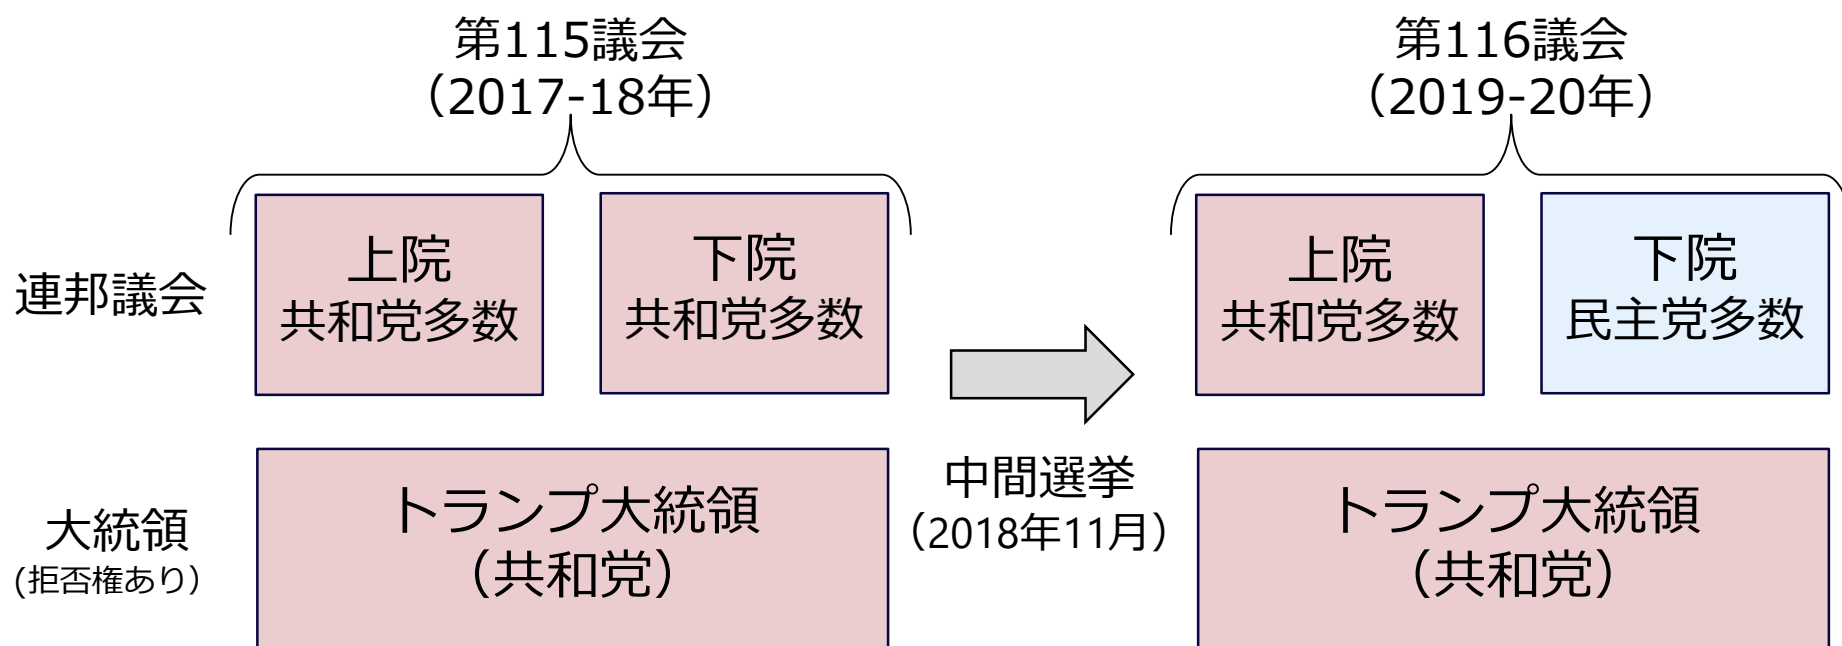 第115議会
（2017-18年）
第116議会
（2019-20年）
連邦議会
上院
共和党多数
下院
共和党多数
上院
共和党多数
下院
民主党多数
中間選挙
（2018年11月）
大統領
(拒否権あり）
トランプ大統領
（共和党）
トランプ大統領
（共和党）